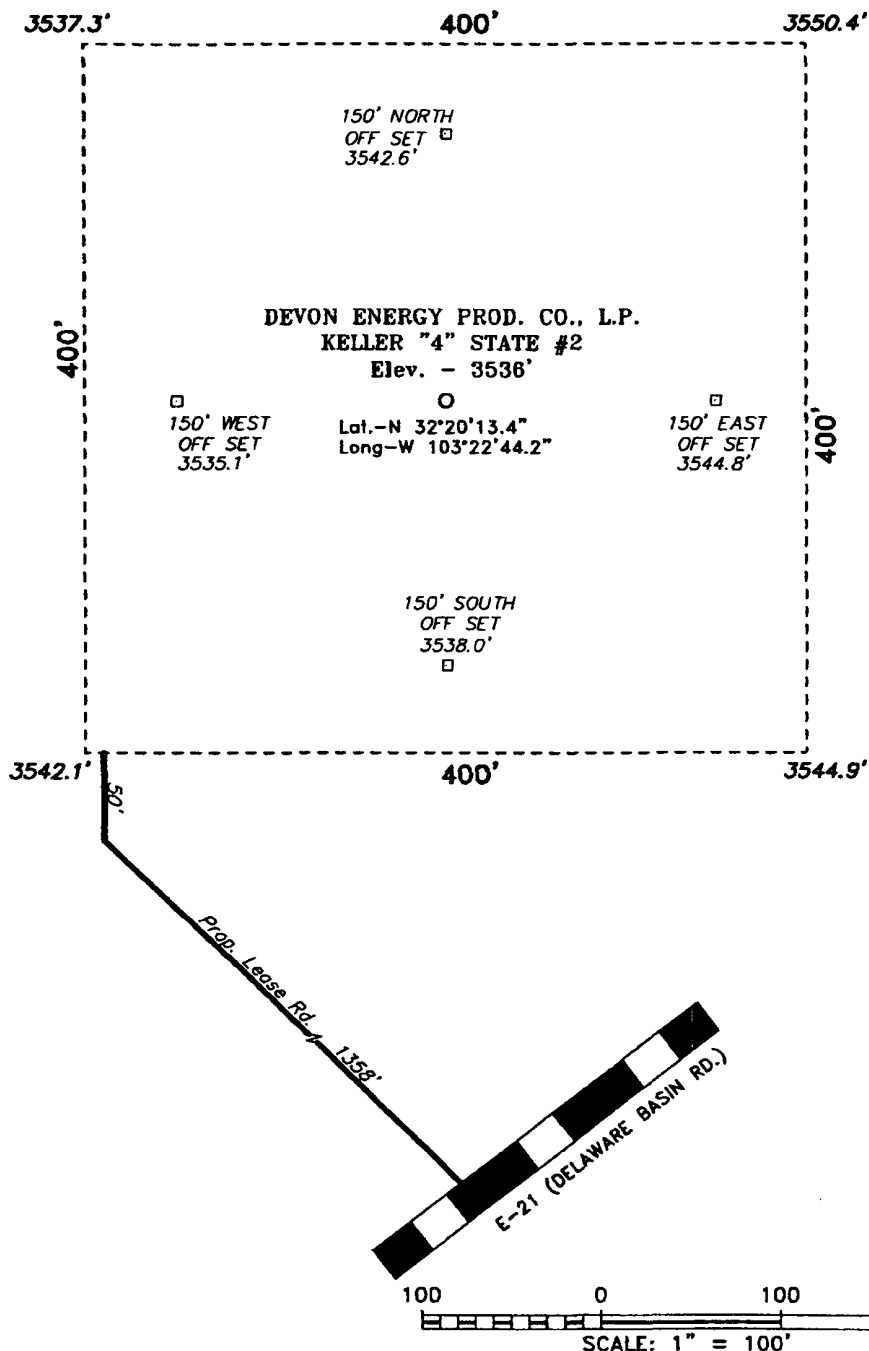 3537.3' 400' 3550.4'
150' NORTH
OFF SET
3542.6'
DEVON ENERGY PROD. CO., L.P.
KELLER "4" STATE #2
Elev. - 3536'
400'
400'
Lat.-N 32°20'13.4"
Long-W 103°22'44.2"
150' WEST
OFF SET
3535.1'
150' EAST
OFF SET
3544.8'
150' SOUTH
OFF SET
3538.0'
3542.1' 400' 3544.9'
50'
Prop. Lease Rd. 1358'
E-21 (DELAWARE BASIN RD.)
100 0 100
SCALE: 1" = 100'